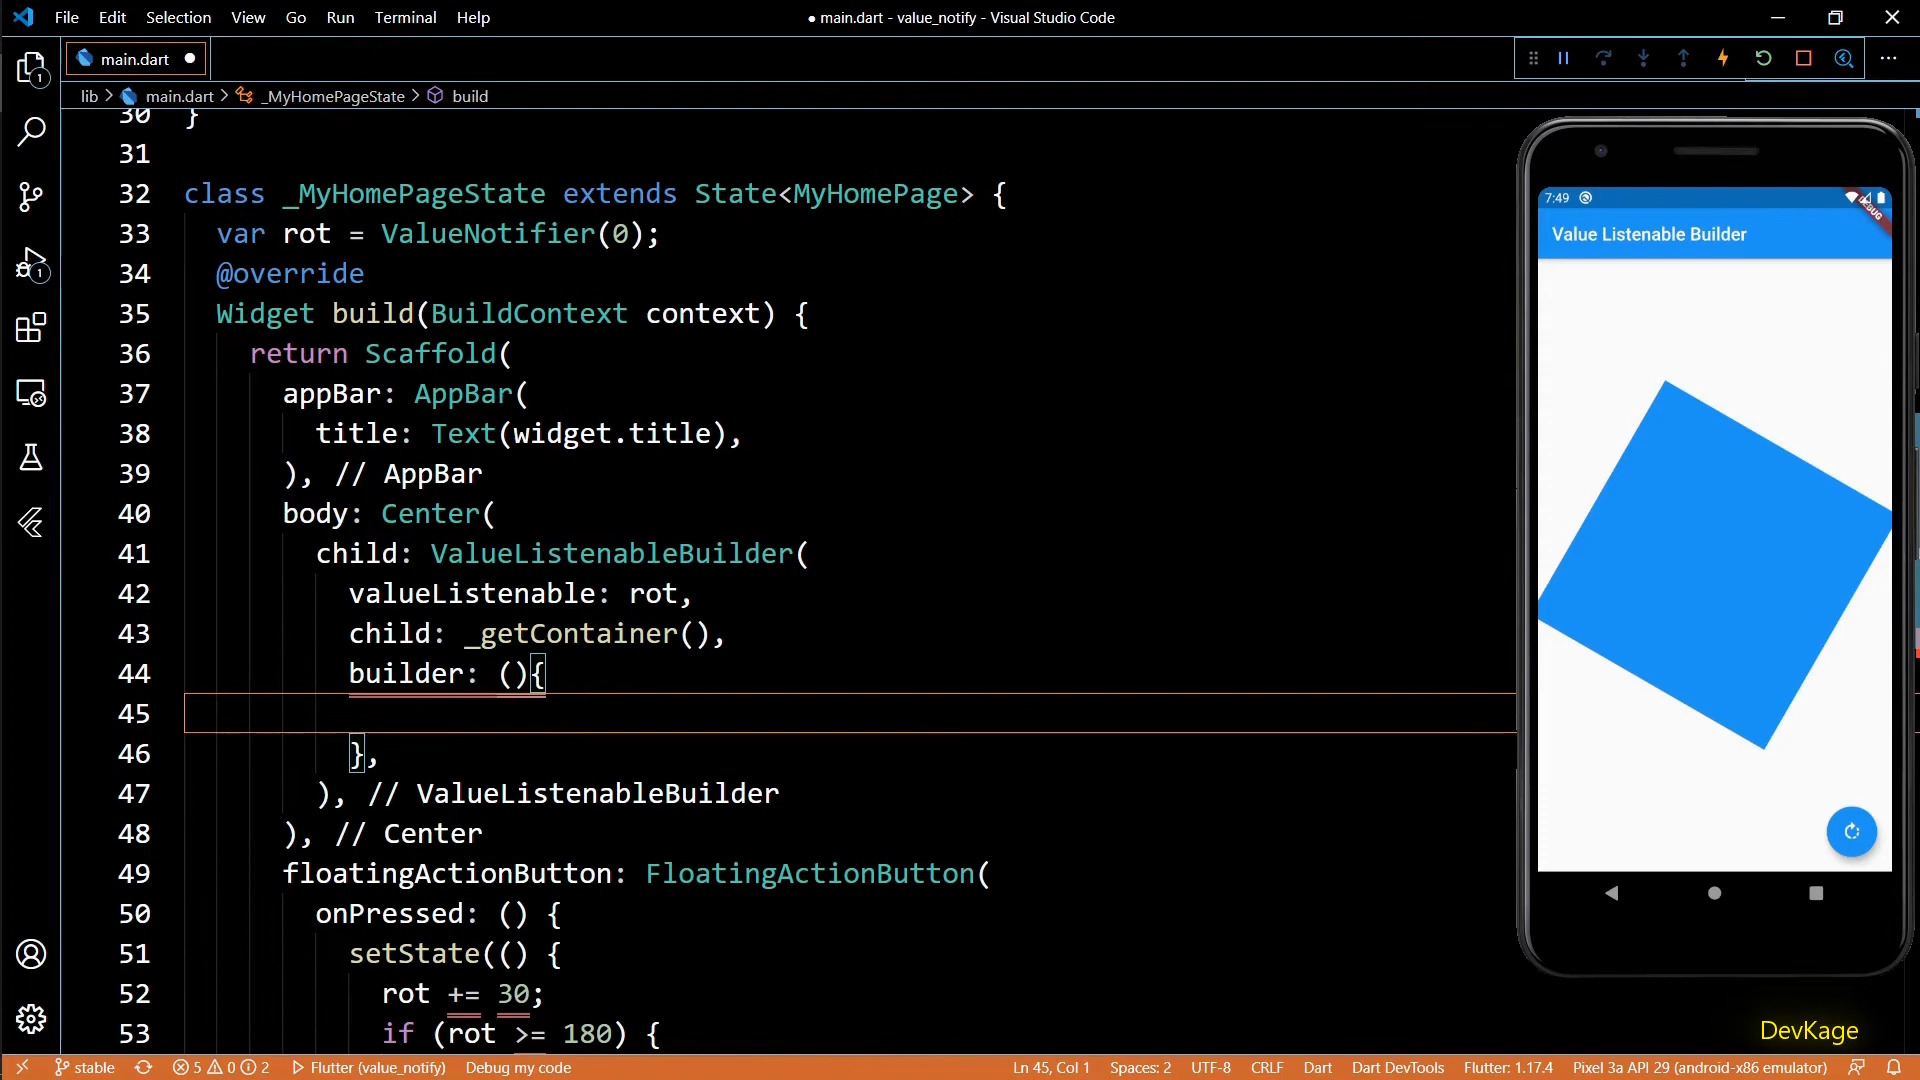 File Edit Selection View Go Run Terminal Help
● main.dart - value_notify - Visual Studio Code
main.dart
lib > main.dart > _MyHomePageState > build
30 }
31
32 class _MyHomePageState extends State<MyHomePage> {
33 var rot = ValueNotifier(0);
34 @override
35 Widget build(BuildContext context) {
36 return Scaffold(
37 appBar: AppBar(
38 title: Text(widget.title),
39 ), // AppBar
40 body: Center(
41 child: ValueListenableBuilder(
42 valueListenable: rot,
43 child: _getContainer(),
44 builder: (){
45
46 },
47 ), // ValueListenableBuilder
48 ), // Center
49 floatingActionButton: FloatingActionButton(
50 onPressed: () {
51 setState(() {
52 rot += 30;
53 if (rot >= 180) {
1
1
7:49
DEBUG
Value Listenable Builder
DevKage
stable 5 0 2 Flutter (value_notify) Debug my code Ln 45, Col 1 Spaces: 2 UTF-8 CRLF Dart Dart DevTools Flutter: 1.17.4 Pixel 3a API 29 (android-x86 emulator)